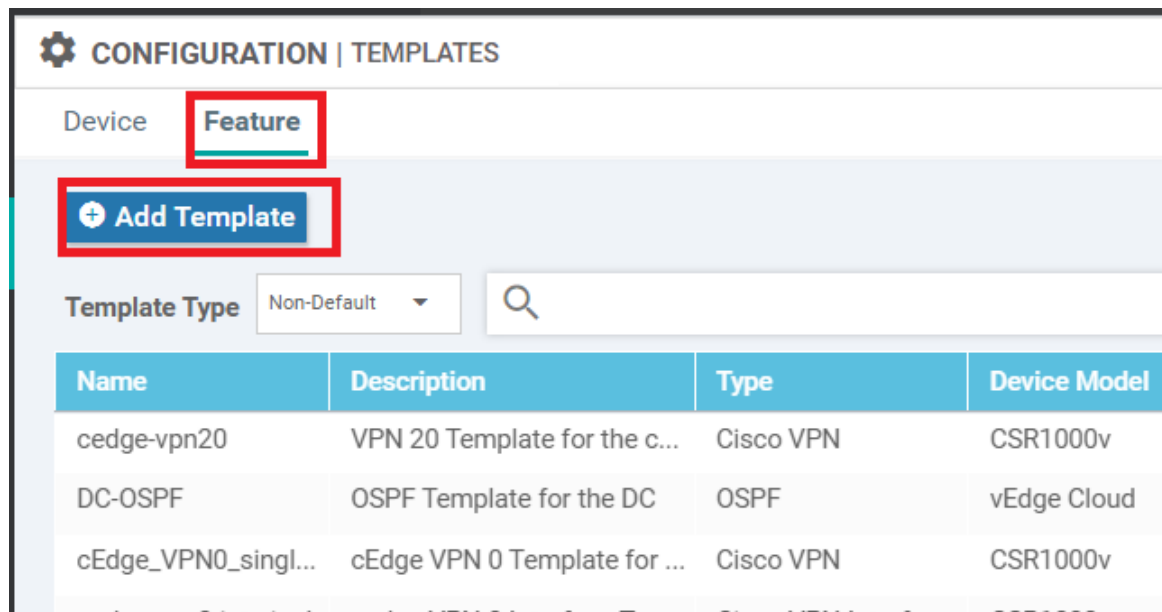 CONFIGURATION | TEMPLATES
Device Feature
Add Template
Template Type Non-Default
Name Description Type Device Model
cedge-vpn20 VPN 20 Template for the c... Cisco VPN CSR1000v
DC-OSPF OSPF Template for the DC OSPF vEdge Cloud
cEdge_VPN0_singl... cEdge VPN 0 Template for ... Cisco VPN CSR1000v